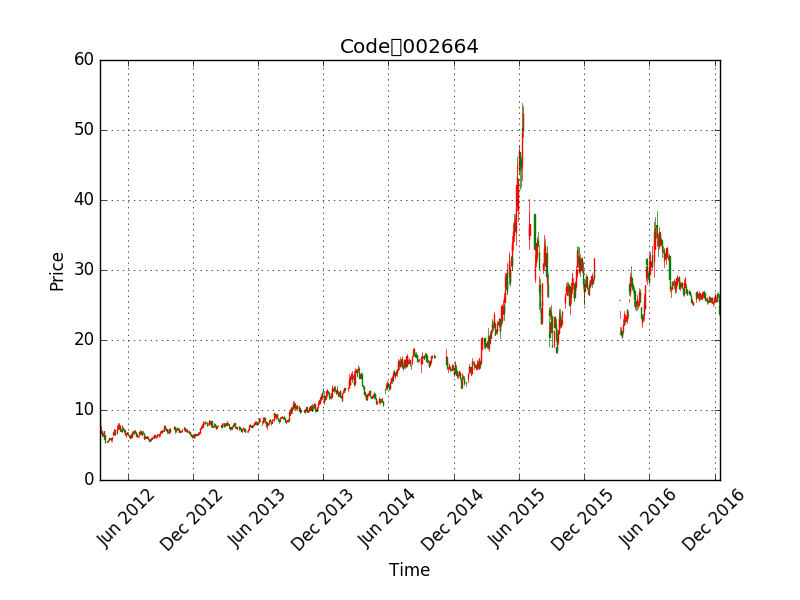 Code▯002664
60
50
40
30
20
10
0
Price
Jun 2012
Dec 2012
Jun 2013
Dec 2013
Jun 2014
Dec 2014
Jun 2015
Dec 2015
Jun 2016
Dec 2016
Time